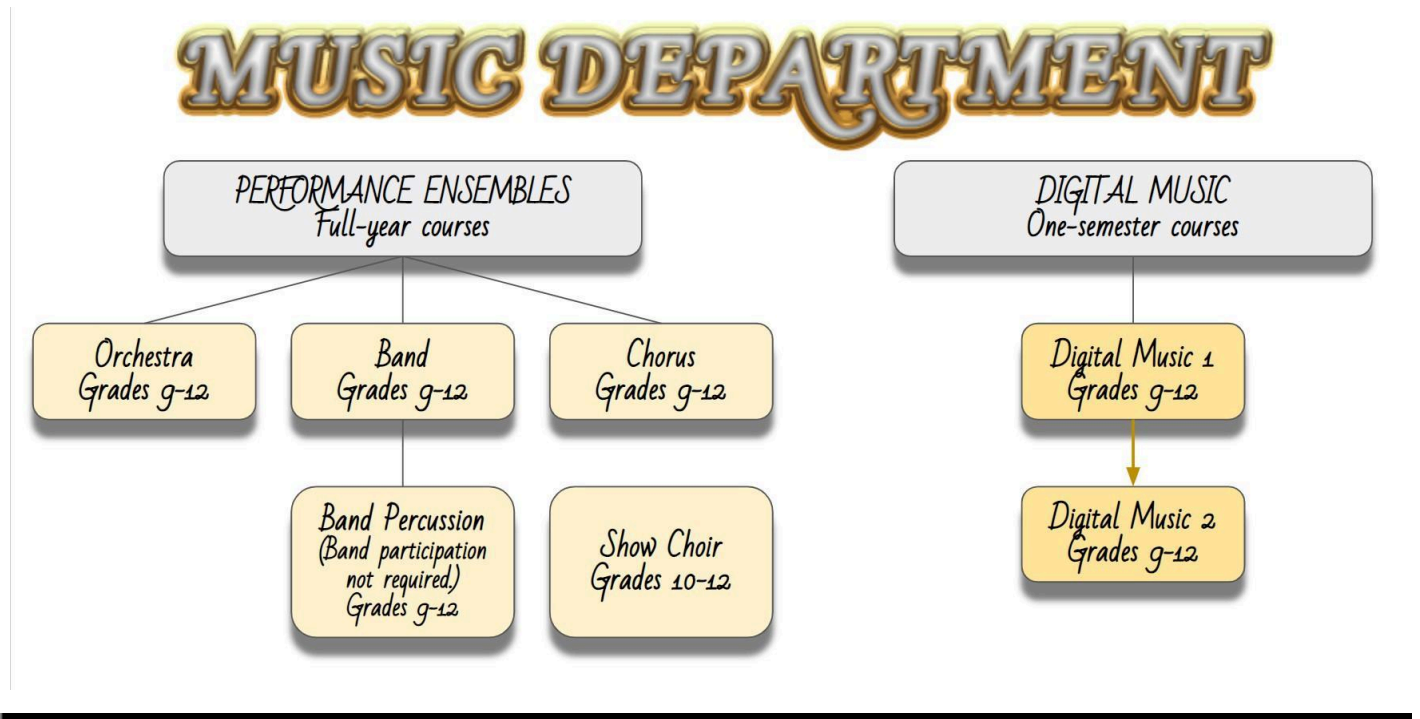 MUSIC DEPARTMENT
PERFORMANCE ENSEMBLES
Full-year courses
DIGITAL MUSIC
One-semester courses
Orchestra
Grades 9-12
Band
Grades 9-12
Chorus
Grades 9-12
Digital Music 1
Grades 9-12
Band Percussion
(Band participation
not required.)
Grades 9-12
Show Choir
Grades 10-12
Digital Music 2
Grades 9-12